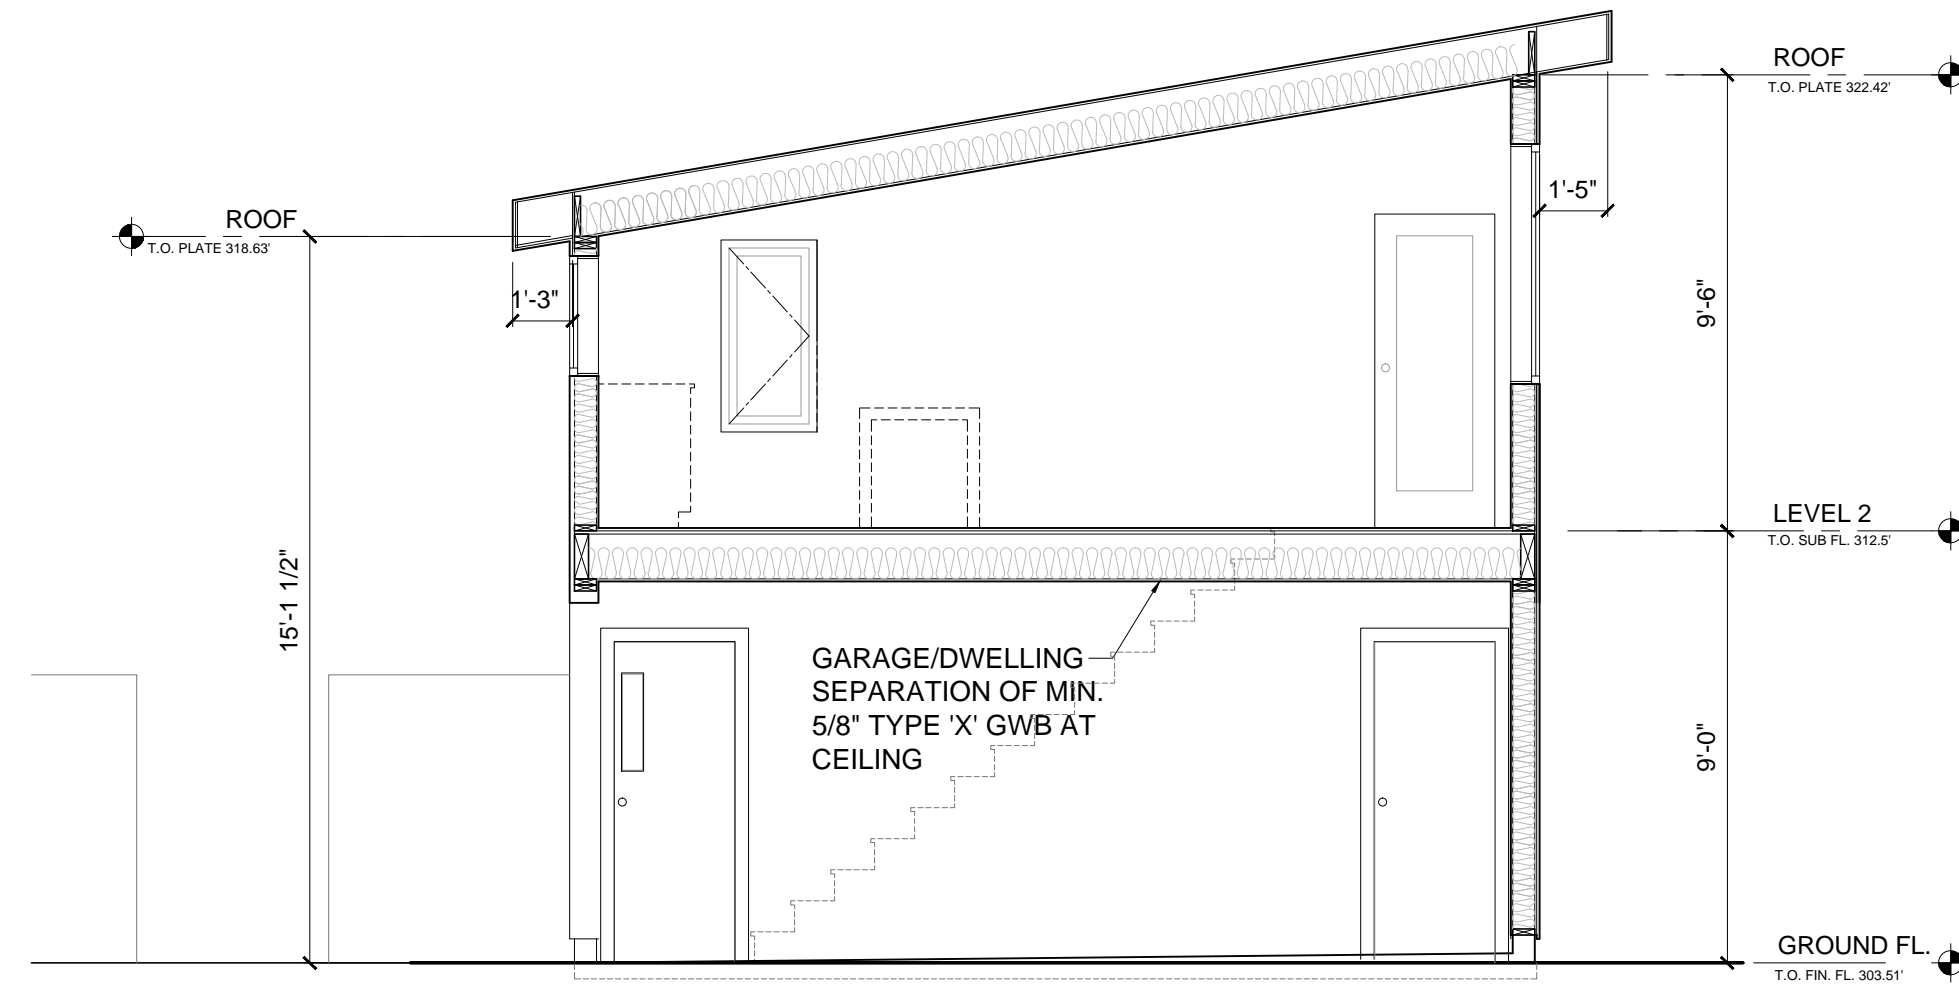 ROOF
T.O. PLATE 322.42'
1'-5"
ROOF
T.O. PLATE 318.63'
1'-3"
9'-6"
LEVEL 2
T.O. SUB FL. 312.5'
15'-1 1/2"
GARAGE/DWELLING
SEPARATION OF MIN.
5/8" TYPE 'X' GWB AT
CEILING
9'-0"
GROUND FL.
T.O. FIN. FL. 303.51'